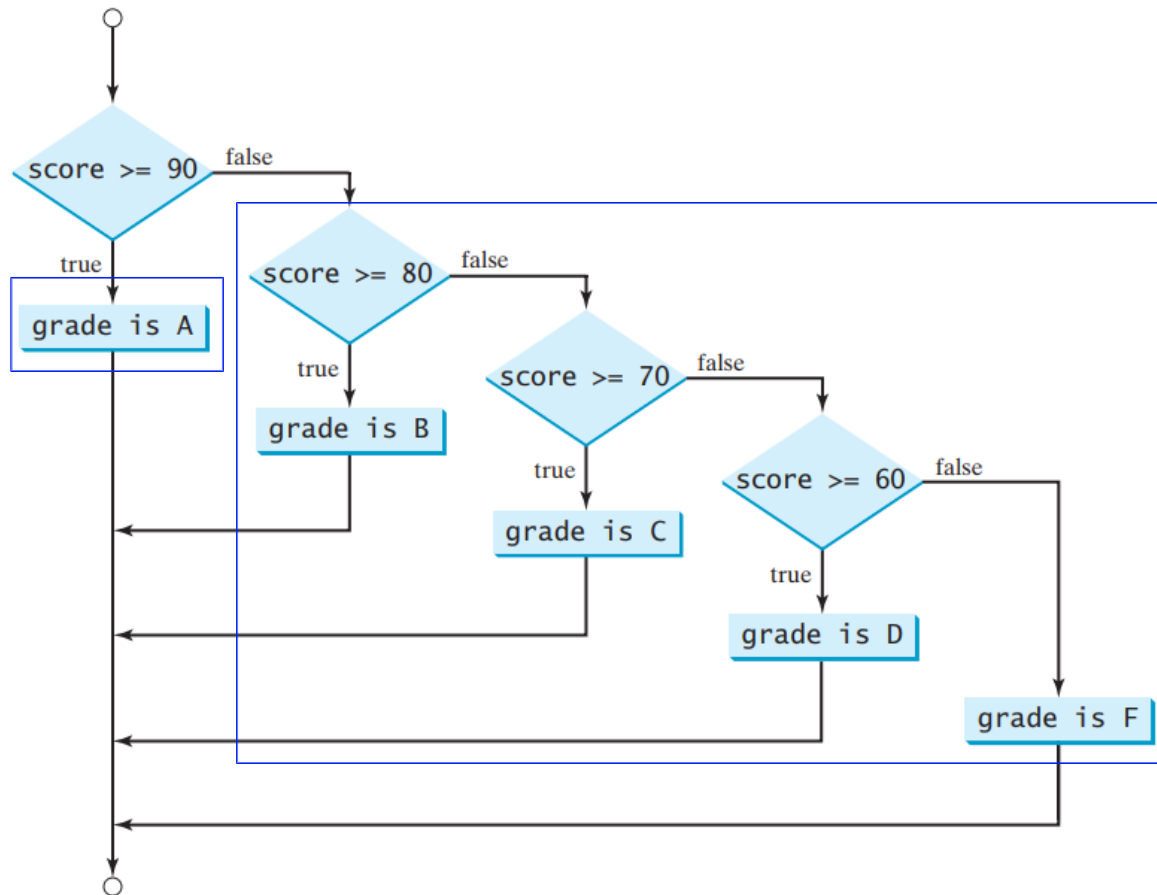 false
score >= 90
true
false
score >= 80
grade is A
true
false
score >= 70
grade is B
true
false
score >= 60
grade is C
true
grade is D
grade is F